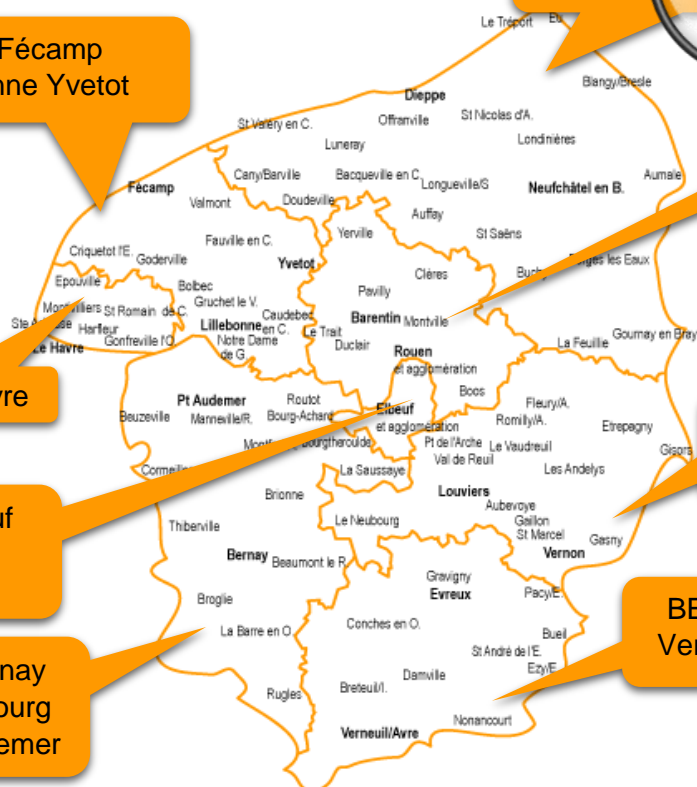 Le Tréport Eu
Fécamp
nne Yvetot
Blangy/Bresle
Dieppe
Offranville
St Nicolas d'A.
St Valéry en C.
Luneray
Londinières
Cany/Barville
Bacqueville en C.
Longueville/S
Neufchâtel en B.
Aumale
Fécamp
Valmont
Doudeville
Auffay
Yerville
St Saëns
Fauville en C.
Criquetot l'E.
Goderville
Yvetot
Clères
les Eaux
Epouville
Bolbec
Pavilly
St Romain de C.
Gruchet le V.
Caudebec
en C.
Barentin
Montville
Harfleur
Lillebonne
Le Trait
Gonfreville l'O
Notre Dame
de G.
Duclair
Rouen
et agglomération
La Feuille
Gournay en Bray
Le Havre
vre
Pt Audemer
Routot
Boos
Fleury/A.
Beuzeville
Manneville/R.
Bourg-Achard
Elbeuf
et agglomération
Romilly/A.
Etrepagny
Bourgtheroulde
Pt de l'Arche
Le Vaudreuil
Val de Reuil
Gisors
La Saussaye
Les Andelys
Brionne
Louviers
uf
Aubevoye
Thiberville
Le Neubourg
Gaillon
St Marcel
Gasny
Bernay
Beaumont le R.
Vernon
Gravigny
Evreux
Pacy/E.
Broglie
La Barre en O.
Conches en O.
Bueil
BE
Ver
St André de l'E.
Ezy/E
nay
ourg
emer
Damville
Breteuil/I.
Rugles
Nonancourt
Verneuil/Avre